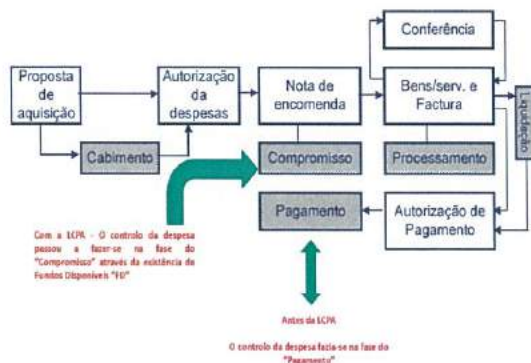 Conferência
Proposta
de
aquisição
Autorização
da
despesas
Nota de
encomenda
Bens/serv. e
Factura
Liquidação
Cabimento
Compromisso
Processamento
Pagamento
Autorização de
Pagamento
Com a LCPA - O controlo da despesa
passou a fazer-se na fase do
"Compromisso" através da existência de
Fundos Disponíveis "FD"
Antes da LCPA
O controlo da despesa fazia-se na fase do
"Pagamento"